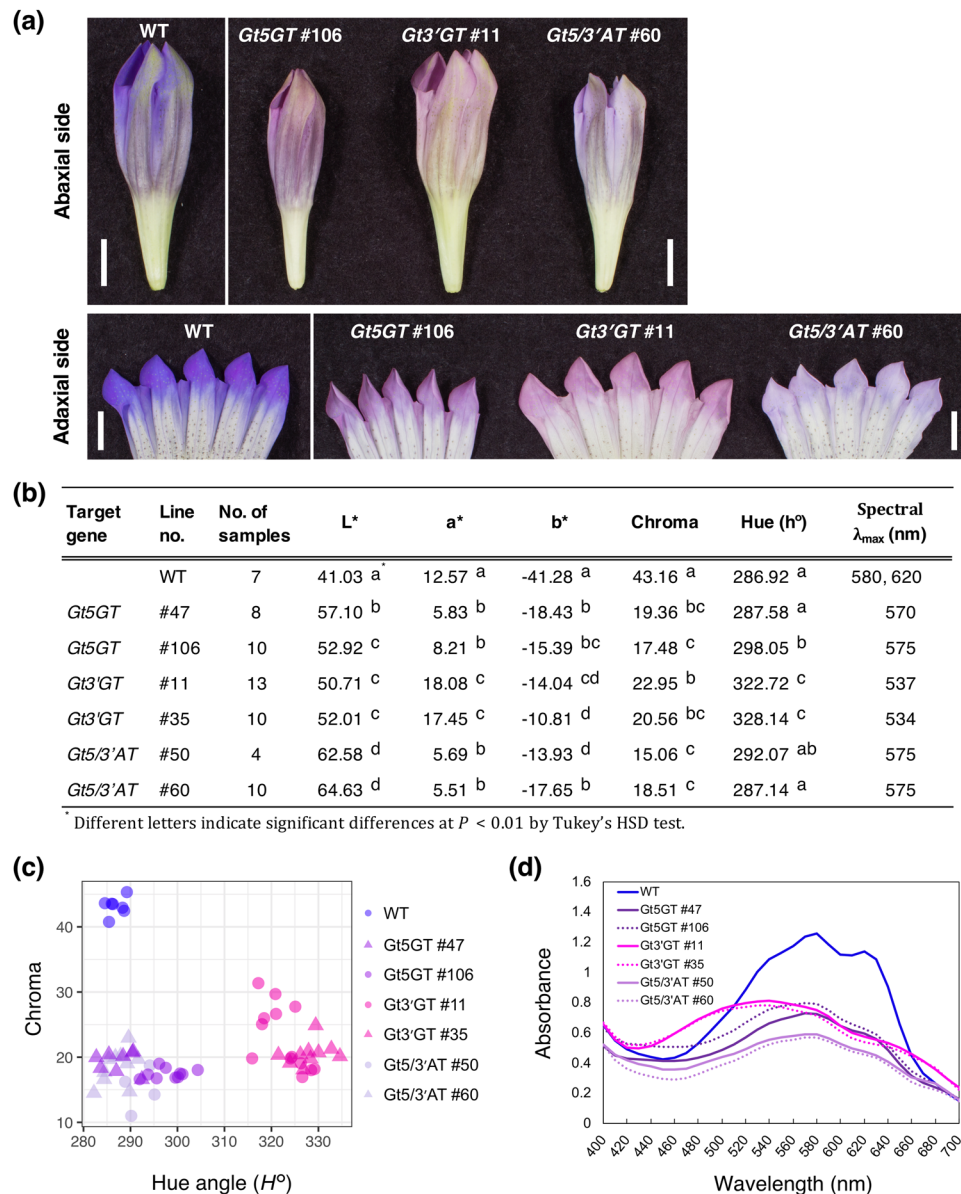 (a)
WT
Gt5GT #106
Gt3′GT #11
Gt5/3′AT #60
Abaxial side
WT
Gt5GT #106
Gt3′GT #11
Gt5/3′AT #60
Adaxial side
(b)
Target gene Line no. No. of samples L* a* b* Chroma Hue (hº) Spectral λmax (nm)
WT 7 41.03 a* 12.57 a -41.28 a 43.16 a 286.92 a 580, 620
Gt5GT #47 8 57.10 b 5.83 b -18.43 b 19.36 bc 287.58 a 570
Gt5GT #106 10 52.92 c 8.21 b -15.39 bc 17.48 c 298.05 b 575
Gt3'GT #11 13 50.71 c 18.08 c -14.04 cd 22.95 b 322.72 c 537
Gt3'GT #35 10 52.01 c 17.45 c -10.81 d 20.56 bc 328.14 c 534
Gt5/3'AT #50 4 62.58 d 5.69 b -13.93 d 15.06 c 292.07 ab 575
Gt5/3'AT #60 10 64.63 d 5.51 b -17.65 b 18.51 c 287.14 a 575
* Different letters indicate significant differences at P < 0.01 by Tukey's HSD test.
(c)
Chroma
40
30
20
10
280 290 300 310 320 330
Hue angle (Hº)
WT
Gt5GT #47
Gt5GT #106
Gt3′GT #11
Gt3′GT #35
Gt5/3′AT #50
Gt5/3′AT #60
(d)
Absorbance
1.6
1.4
1.2
1
0.8
0.6
0.4
0.2
0
WT
Gt5GT #47
Gt5GT #106
Gt3'GT #11
Gt3'GT #35
Gt5/3'AT #50
Gt5/3'AT #60
400 420 440 460 480 500 520 540 560 580 600 620 640 660 680 700
Wavelength (nm)